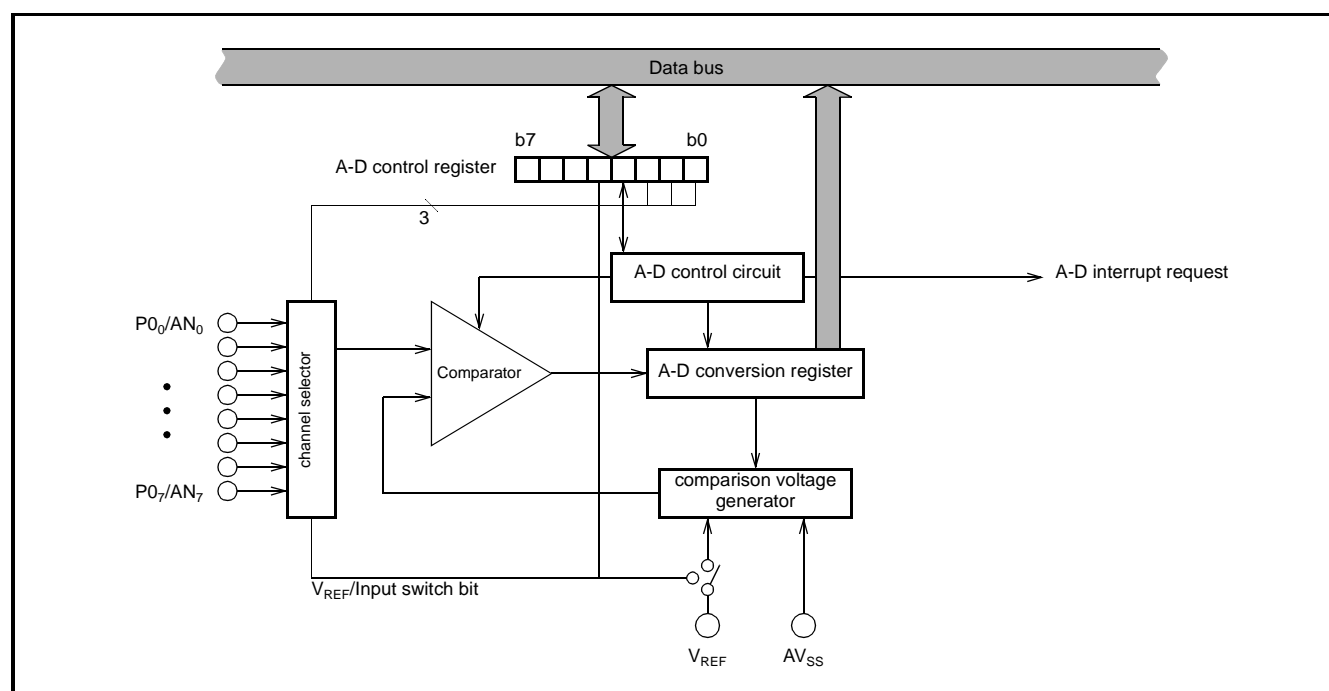 Data bus
b7 b0
A-D control register
3
A-D control circuit
A-D interrupt request
P0₀/AN₀
channel selector
Comparator
A-D conversion register
P0₇/AN₇
comparison voltage
generator
V_REF/Input switch bit
V_REF
AV_SS